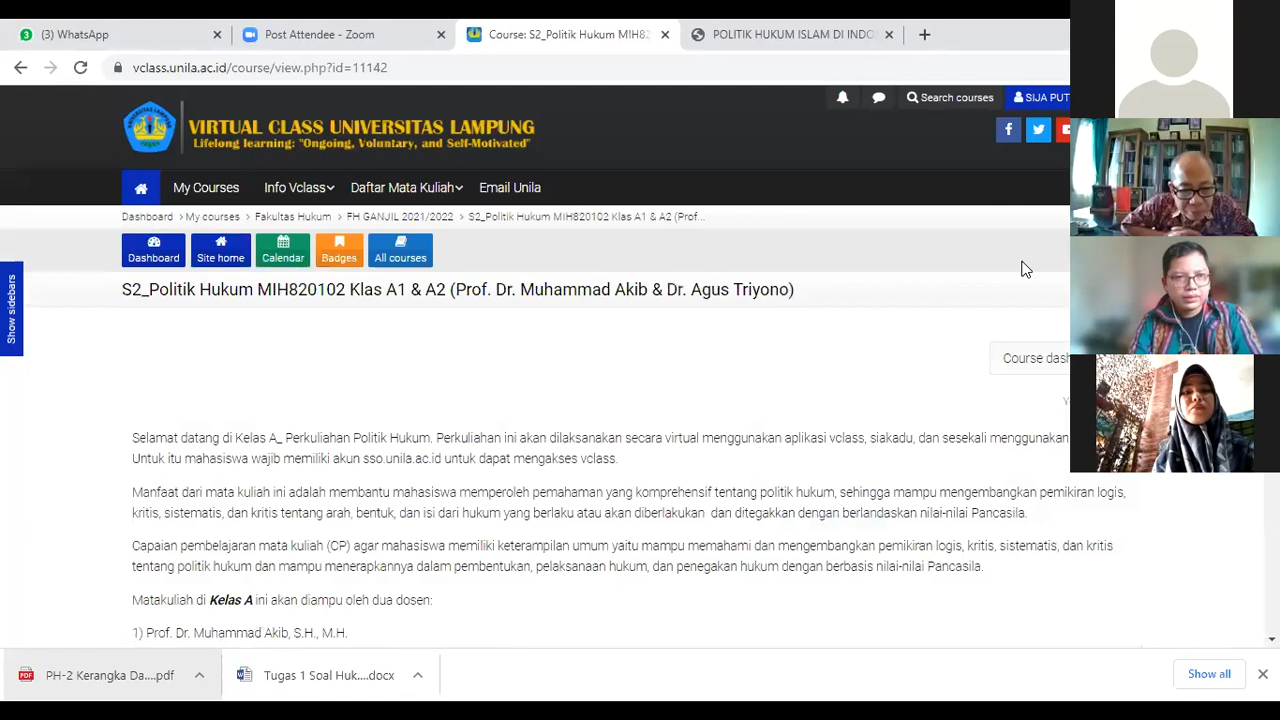 (3) WhatsApp
Post Attendee - Zoom
Course: S2_Politik Hukum MIH82
POLITIK HUKUM ISLAM DI INDO
vclass.unila.ac.id/course/view.php?id=11142
Search courses
SIJA PUT
VIRTUAL CLASS UNIVERSITAS LAMPUNG
Lifelong learning: "Ongoing, Voluntary, and Self-Motivated"
My Courses
Info Vclass
Daftar Mata Kuliah
Email Unila
Dashboard
My courses
Fakultas Hukum
FH GANJIL 2021/2022
S2_Politik Hukum MIH820102 Klas A1 & A2 (Prof...
Dashboard
Site home
Calendar
Badges
All courses
Show sidebars
S2_Politik Hukum MIH820102 Klas A1 & A2 (Prof. Dr. Muhammad Akib & Dr. Agus Triyono)
Course dash
Selamat datang di Kelas A_ Perkuliahan Politik Hukum. Perkuliahan ini akan dilaksanakan secara virtual menggunakan aplikasi vclass, siakadu, dan sesekali menggunakan
Untuk itu mahasiswa wajib memiliki akun sso.unila.ac.id untuk dapat mengakses vclass.
Manfaat dari mata kuliah ini adalah membantu mahasiswa memperoleh pemahaman yang komprehensif tentang politik hukum, sehingga mampu mengembangkan pemikiran logis,
kritis, sistematis, dan kritis tentang arah, bentuk, dan isi dari hukum yang berlaku atau akan diberlakukan dan ditegakkan dengan berlandaskan nilai-nilai Pancasila.
Capaian pembelajaran mata kuliah (CP) agar mahasiswa memiliki keterampilan umum yaitu mampu memahami dan mengembangkan pemikiran logis, kritis, sistematis, dan kritis
tentang politik hukum dan mampu menerapkannya dalam pembentukan, pelaksanaan hukum, dan penegakan hukum dengan berbasis nilai-nilai Pancasila.
Matakuliah di Kelas A ini akan diampu oleh dua dosen:
1) Prof. Dr. Muhammad Akib, S.H., M.H.
PH-2 Kerangka Da....pdf
Tugas 1 Soal Huk....docx
Show all